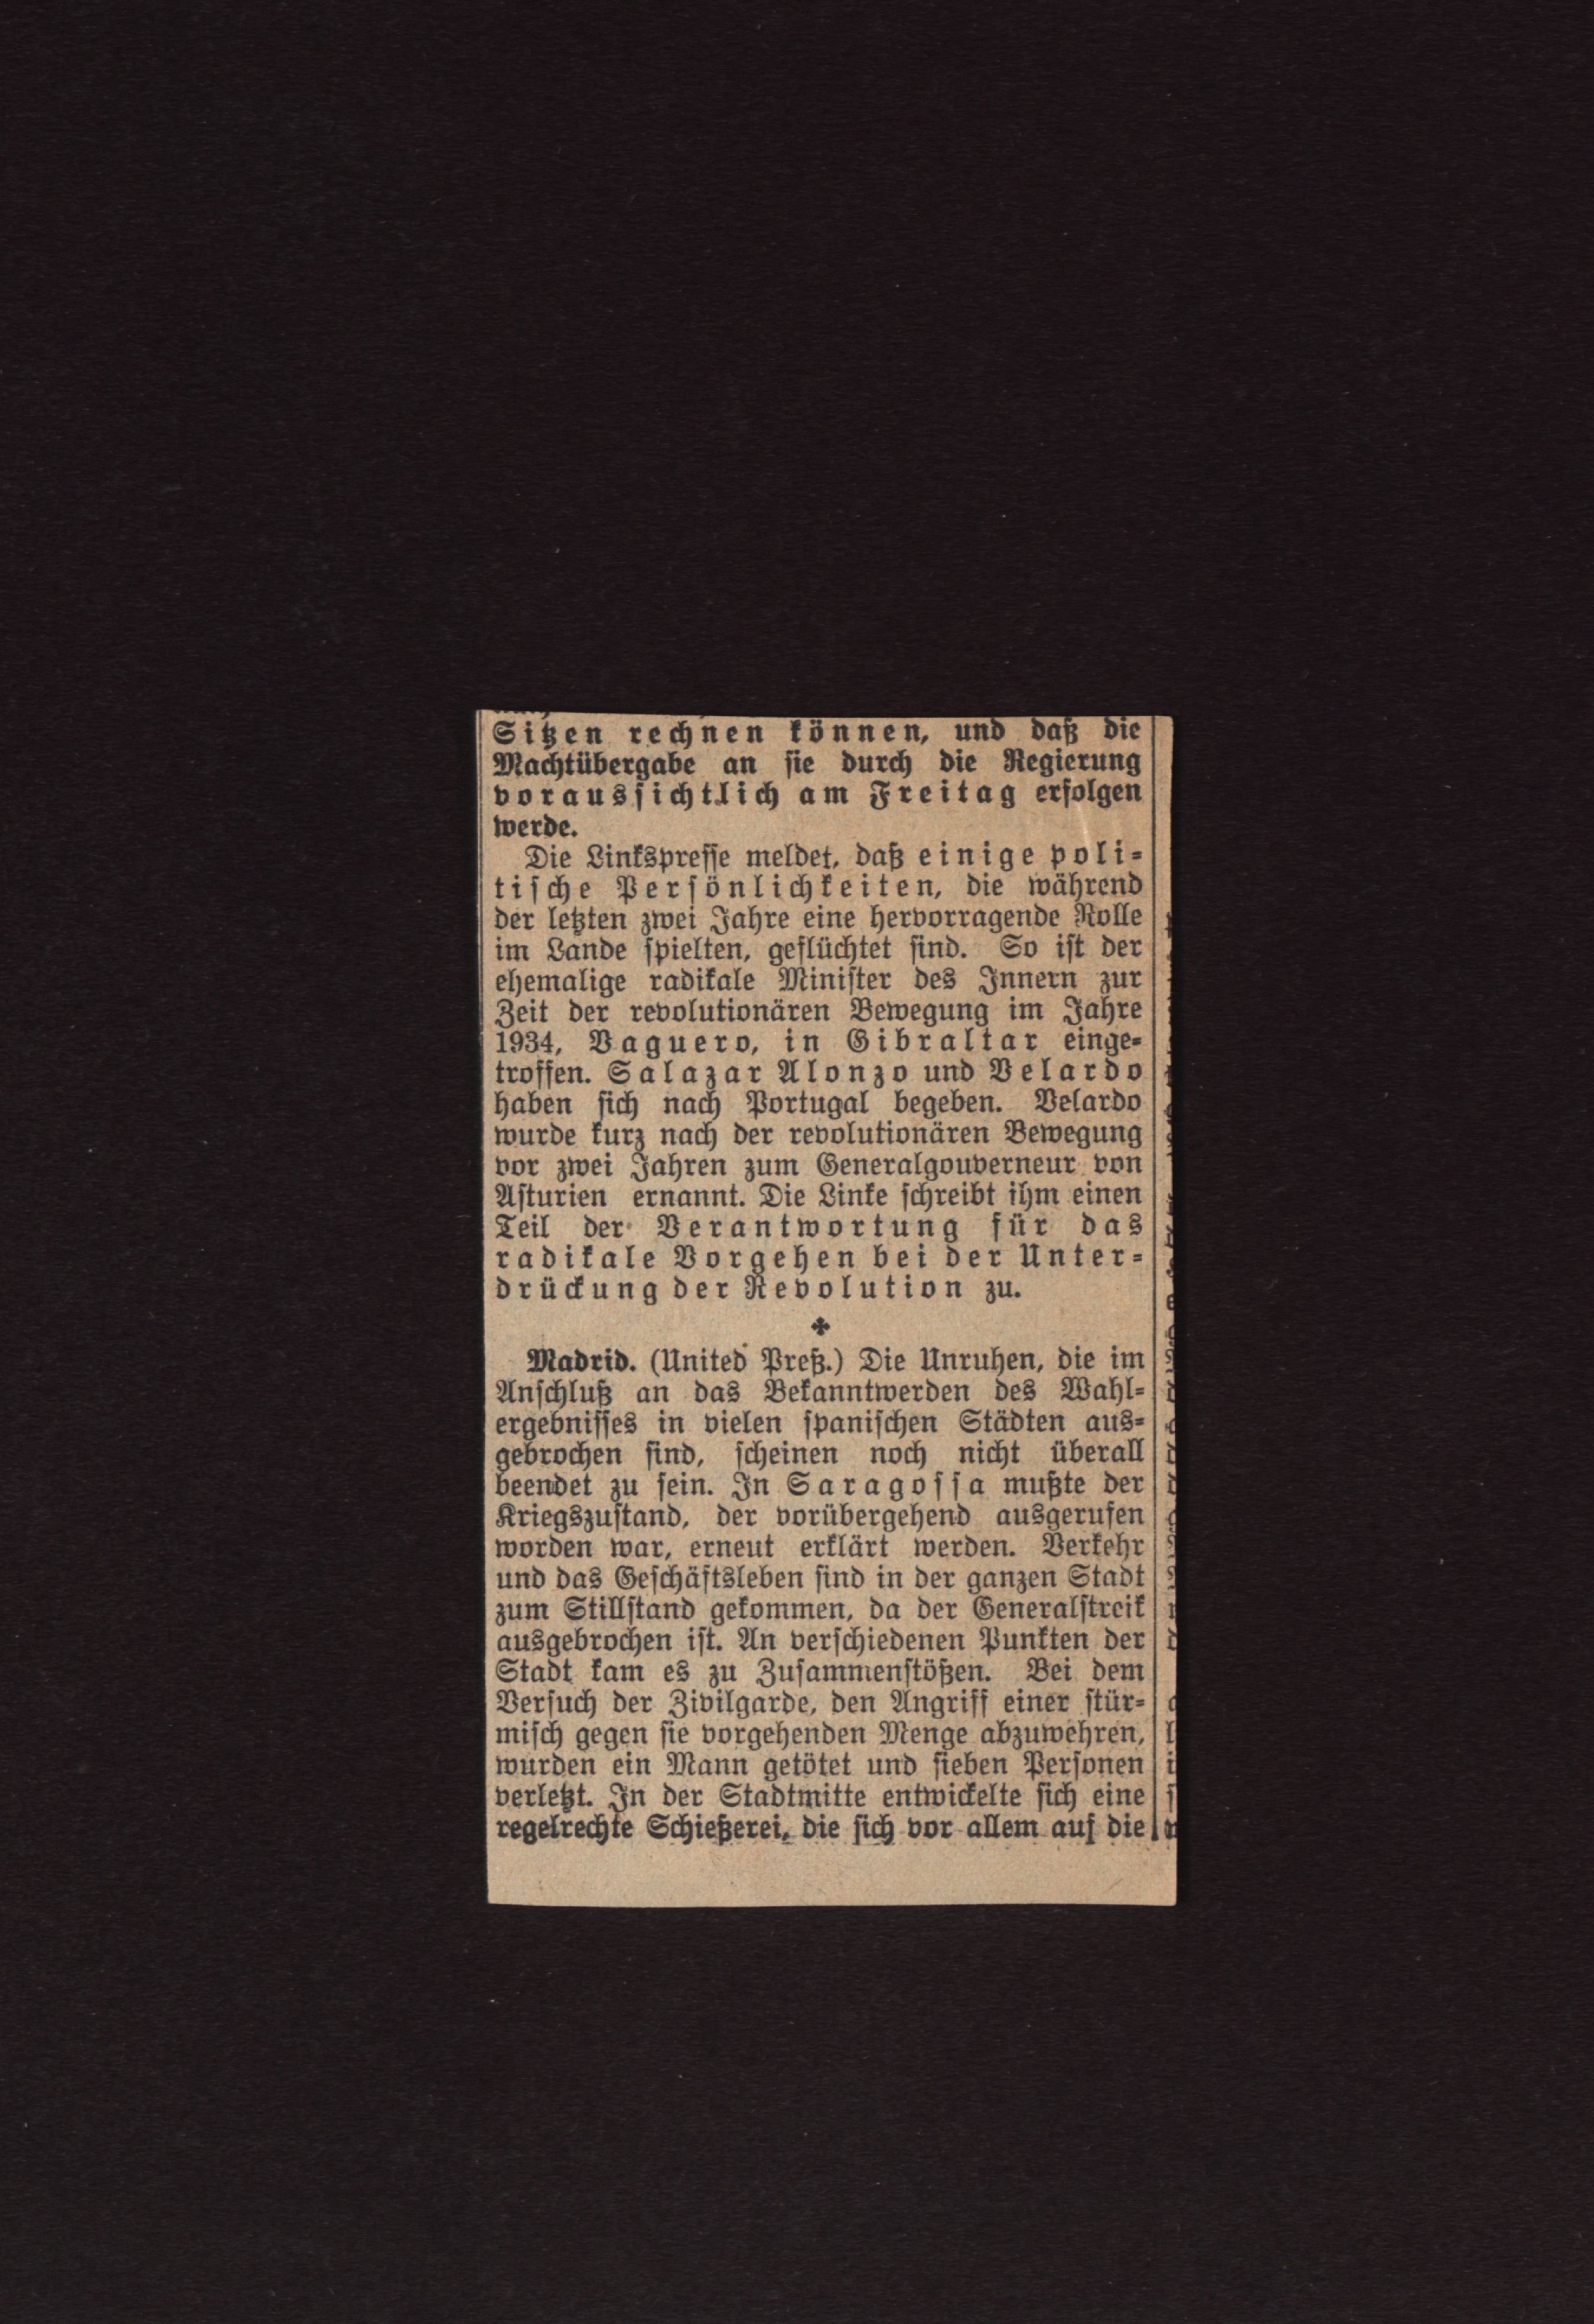 Sitzen rechnen können, und daß die
Machtübergabe an sie durch die Regierung
voraussichtlich am Freitag erfolgen
werde.
Die Linkspresse meldet, daß einige poli-
tische Persönlichkeiten, die während
der letzten zwei Jahre eine hervorragende Rolle
im Lande spielten, geflüchtet sind. So ist der
ehemalige radikale Minister des Innern zur
Zeit der revolutionären Bewegung im Jahre
1934, Vaguero, in Gibraltar einge-
troffen. Salazar Alonzo und Velardo
haben sich nach Portugal begeben. Velardo
wurde kurz nach der revolutionären Bewegung
vor zwei Jahren zum Generalgouverneur von
Asturien ernannt. Die Linke schreibt ihm einen
Teil der Verantwortung für das
radikale Vorgehen bei der Unter-
drückung der Revolution zu.
Madrid. (United Preß.) Die Unruhen, die im
Anschluß an das Bekanntwerden des Wahl-
ergebnisses in vielen spanischen Städten aus-
gebrochen sind, scheinen noch nicht überall
beendet zu sein. In Saragossa mußte der
Kriegszustand, der vorübergehend ausgerufen
worden war, erneut erklärt werden. Verkehr
und das Geschäftsleben sind in der ganzen Stadt
zum Stillstand gekommen, da der Generalstreik
ausgebrochen ist. An verschiedenen Punkten der
Stadt kam es zu Zusammenstößen. Bei dem
Versuch der Zivilgarde, den Angriff einer stür-
misch gegen sie vorgehenden Menge abzuwehren,
wurden ein Mann getötet und sieben Personen
verletzt. In der Stadtmitte entwickelte sich eine
regelrechte Schießerei, die sich vor allem auf die